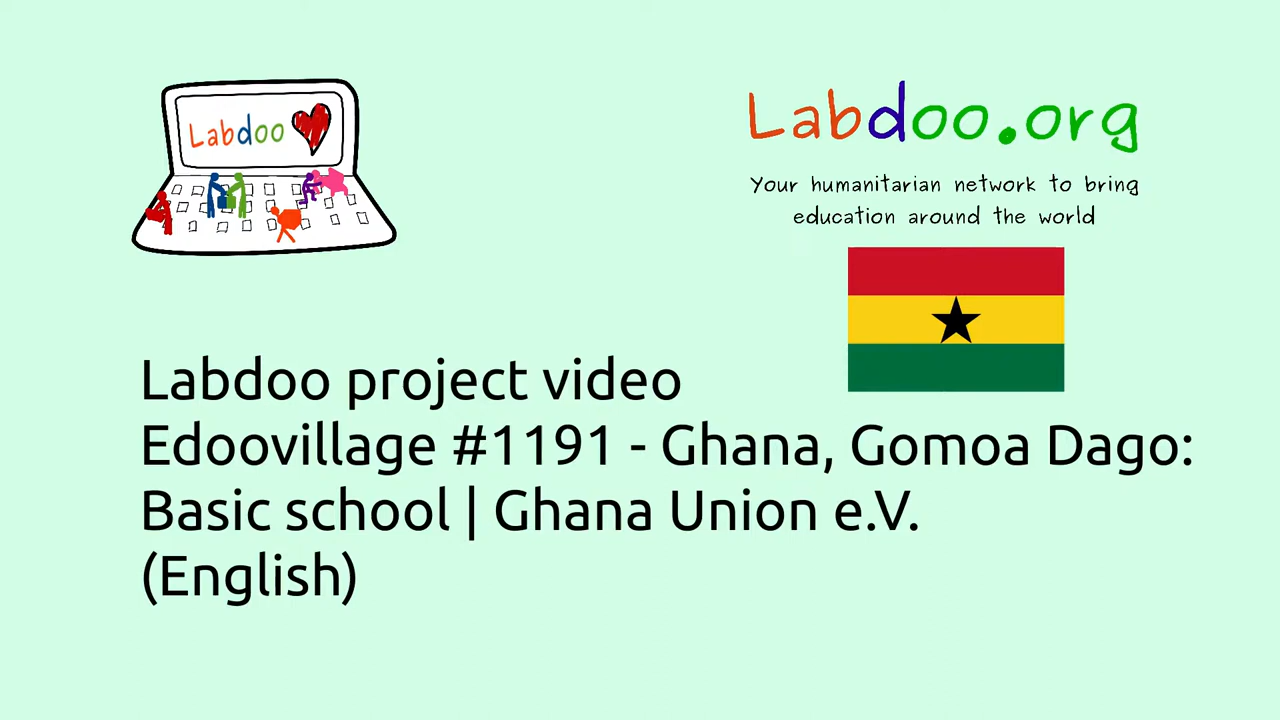 Labdoo
Labdoo.org
Your humanitarian network to bring
education around the world
Labdoo project video
Edoovillage #1191 - Ghana, Gomoa Dago:
Basic school | Ghana Union e.V.
(English)